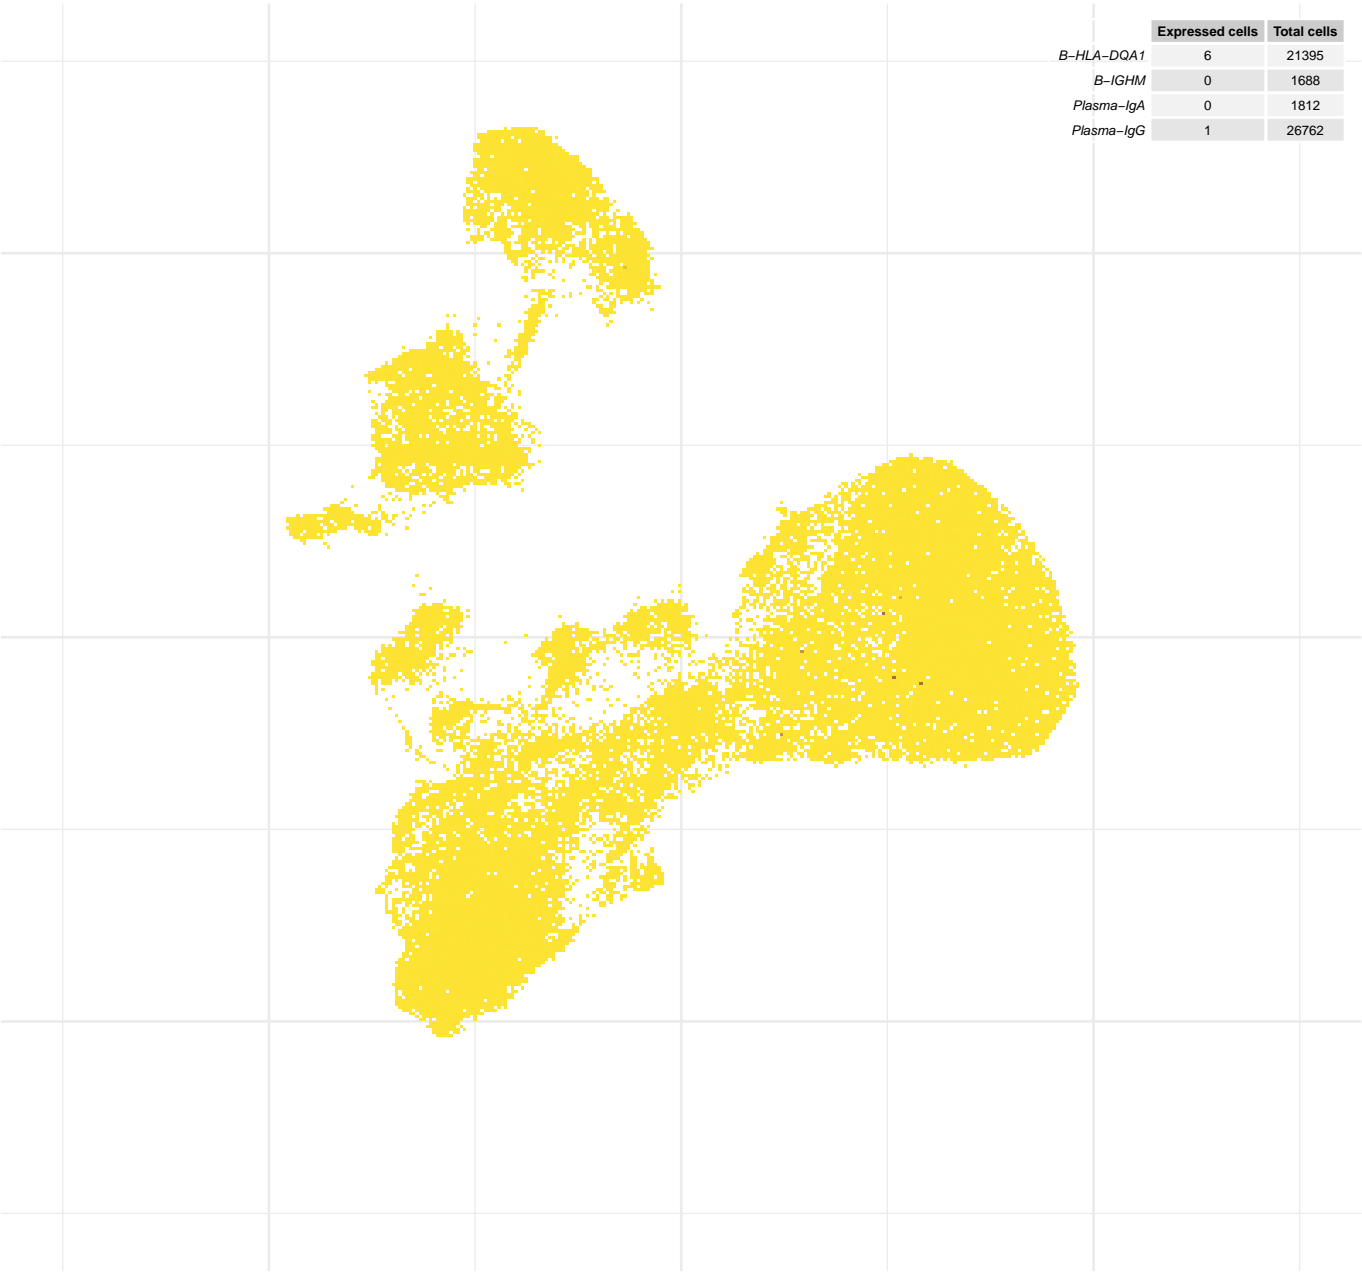 Expressed cells Total cells
B−HLA−DQA1 6 21395
B−IGHM 0 1688
Plasma−IgA 0 1812
Plasma−IgG 1 26762